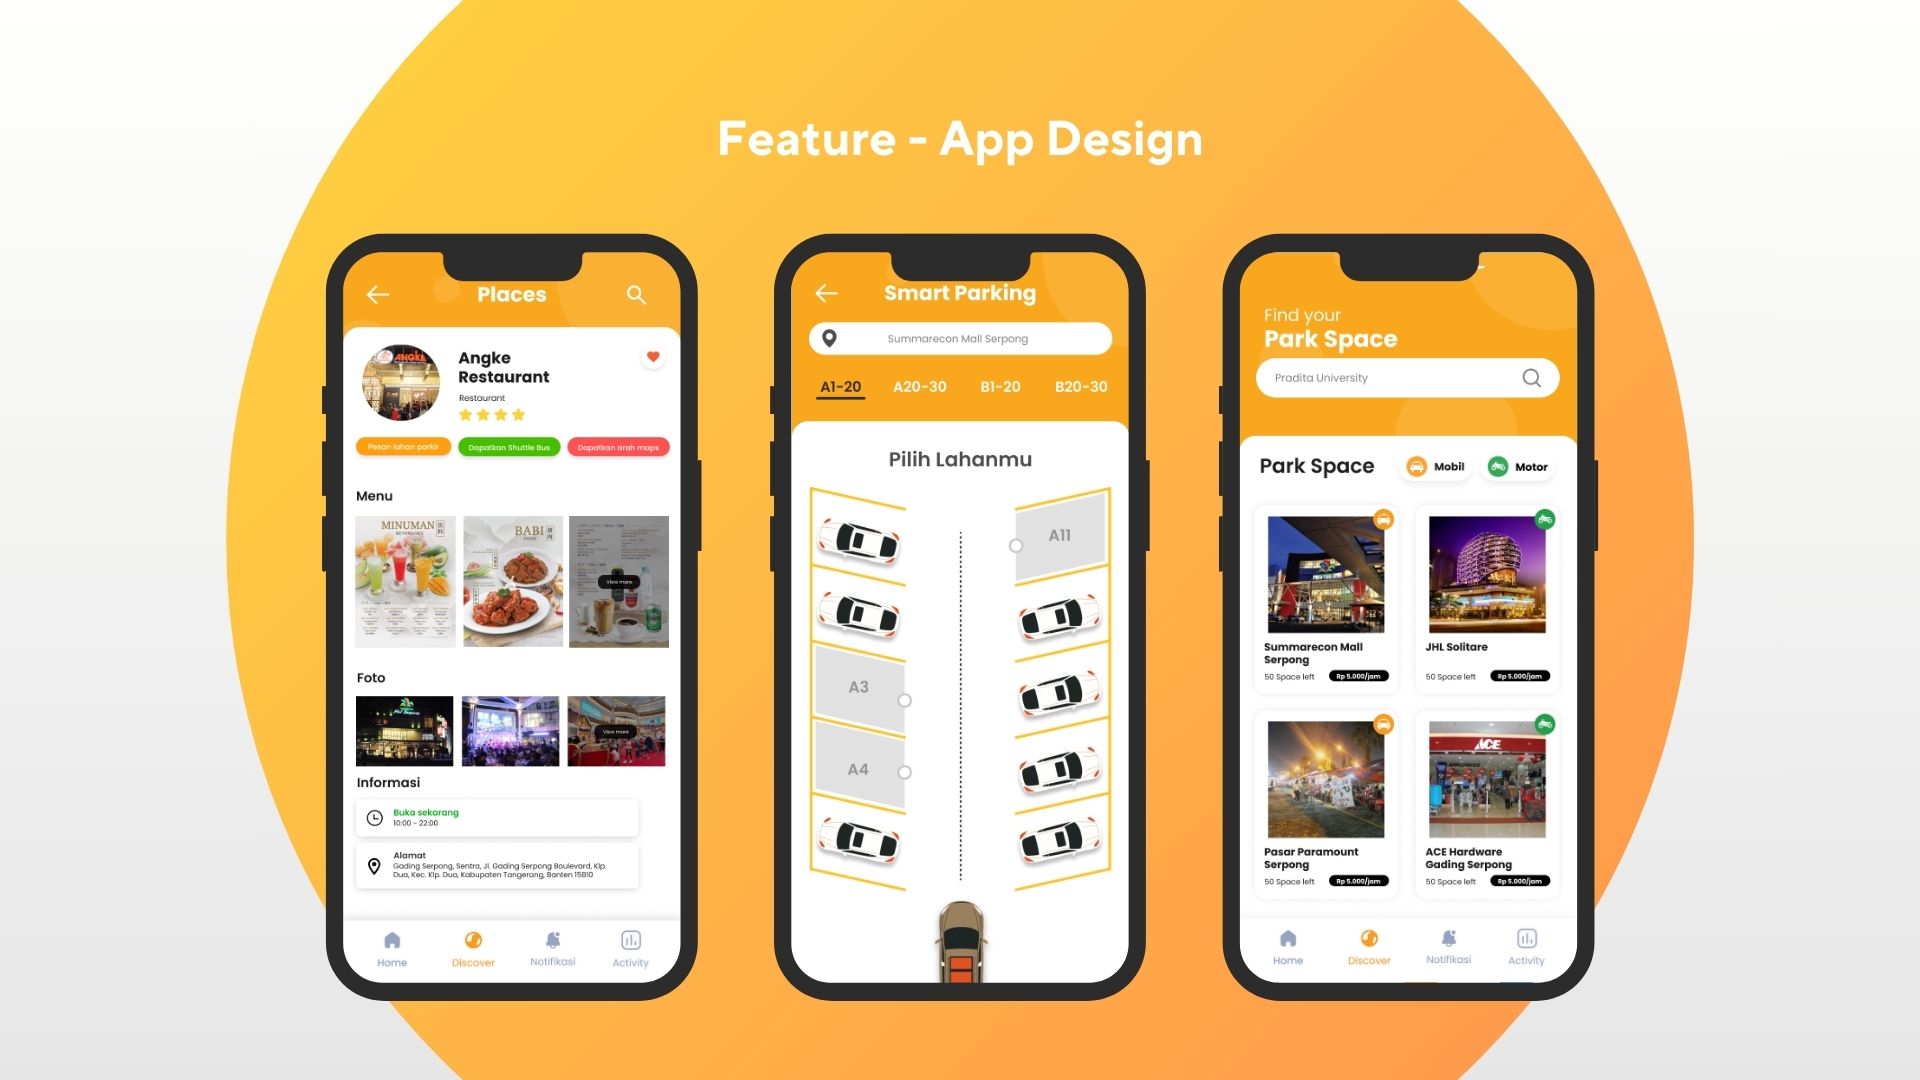 Feature - App Design
Places
ANGKE
Angke
Restaurant
Restaurant
Pesan lahan parkir
Dapatkan Shuttle Bus
Dapatkan arah maps
Menu
MINUMAN
BEVERAGES
BABI
PORK
View more
Foto
View more
Informasi
Buka sekarang
10:00 - 22:00
Alamat
Gading Serpong, Sentra, Jl. Gading Serpong Boulevard, Klp.
Dua, Kec. Klp. Dua, Kabupaten Tangerang, Banten 15810
Home
Discover
Notifikasi
Activity
Smart Parking
Summarecon Mall Serpong
A1-20
A20-30
B1-20
B20-30
Pilih Lahanmu
A11
A3
A4
Find your
Park Space
Pradita University
Park Space
Mobil
Motor
Summarecon Mall
Serpong
50 Space left
Rp 5.000/jam
JHL Solitare
50 Space left
Rp 5.000/jam
Pasar Paramount
Serpong
50 Space left
Rp 5.000/jam
ACE
ACE Hardware
Gading Serpong
50 Space left
Rp 5.000/jam
Home
Discover
Notifikasi
Activity